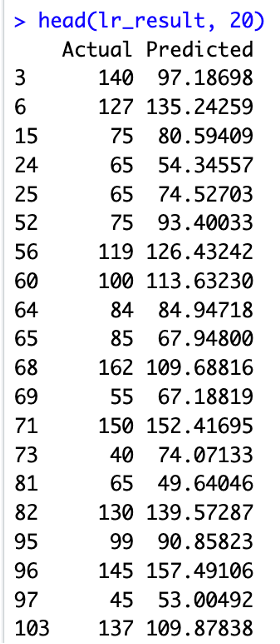 > head(lr_result, 20)
Actual Predicted
3 140 97.18698
6 127 135.24259
15 75 80.59409
24 65 54.34557
25 65 74.52703
52 75 93.40033
56 119 126.43242
60 100 113.63230
64 84 84.94718
65 85 67.94800
68 162 109.68816
69 55 67.18819
71 150 152.41695
73 40 74.07133
81 65 49.64046
82 130 139.57287
95 99 90.85823
96 145 157.49106
97 45 53.00492
103 137 109.87838